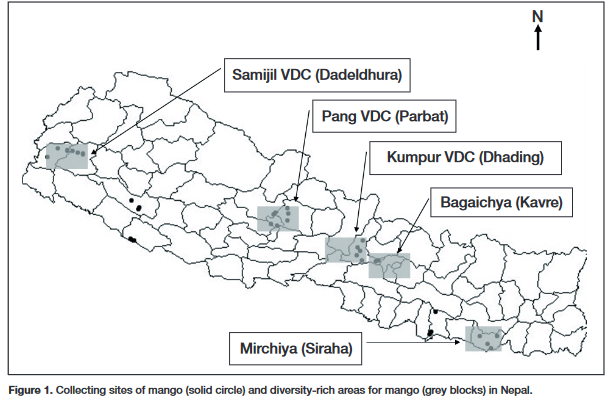 N
Samijil VDC (Dadeldhura)
Pang VDC (Parbat)
Kumpur VDC (Dhading)
Bagaichya (Kavre)
Mirchiya (Siraha)
Figure 1. Collecting sites of mango (solid circle) and diversity-rich areas for mango (grey blocks) in Nepal.